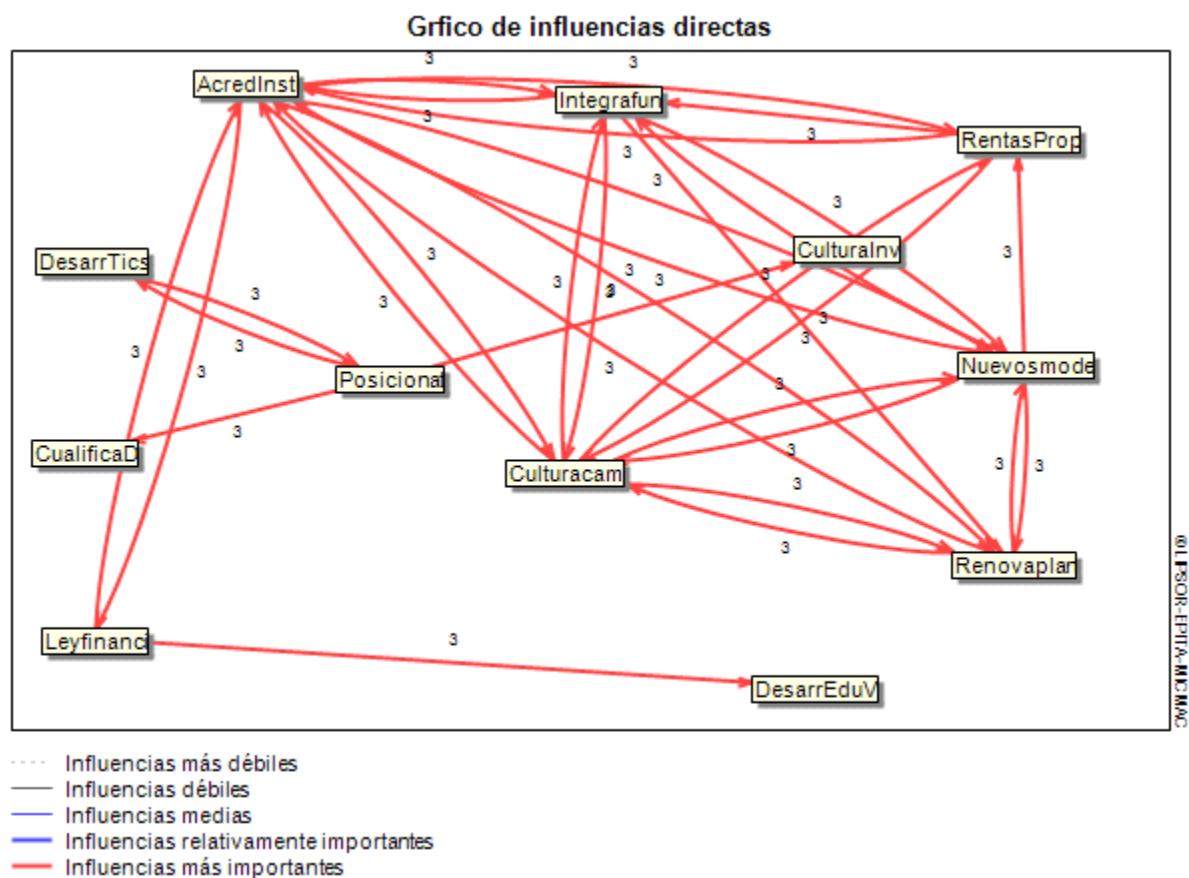 Grfico de influencias directas
3
3
AcredInst
Integrafun
3
3
RentasProp
3
3
3
CulturaInv
3
3
DesarrTics
3
3
3
3
3
3
3
3
3
3
3
3
3
Nuevosmode
Posicionat
3
3
3
CualificaD
3
3
3
Culturacam
3
3
Renovaplan
Leyfinanci
3
DesarrEduV
©LIPSOR-EPITA-MICMAC
Influencias más débiles
Influencias débiles
Influencias medias
Influencias relativamente importantes
Influencias más importantes